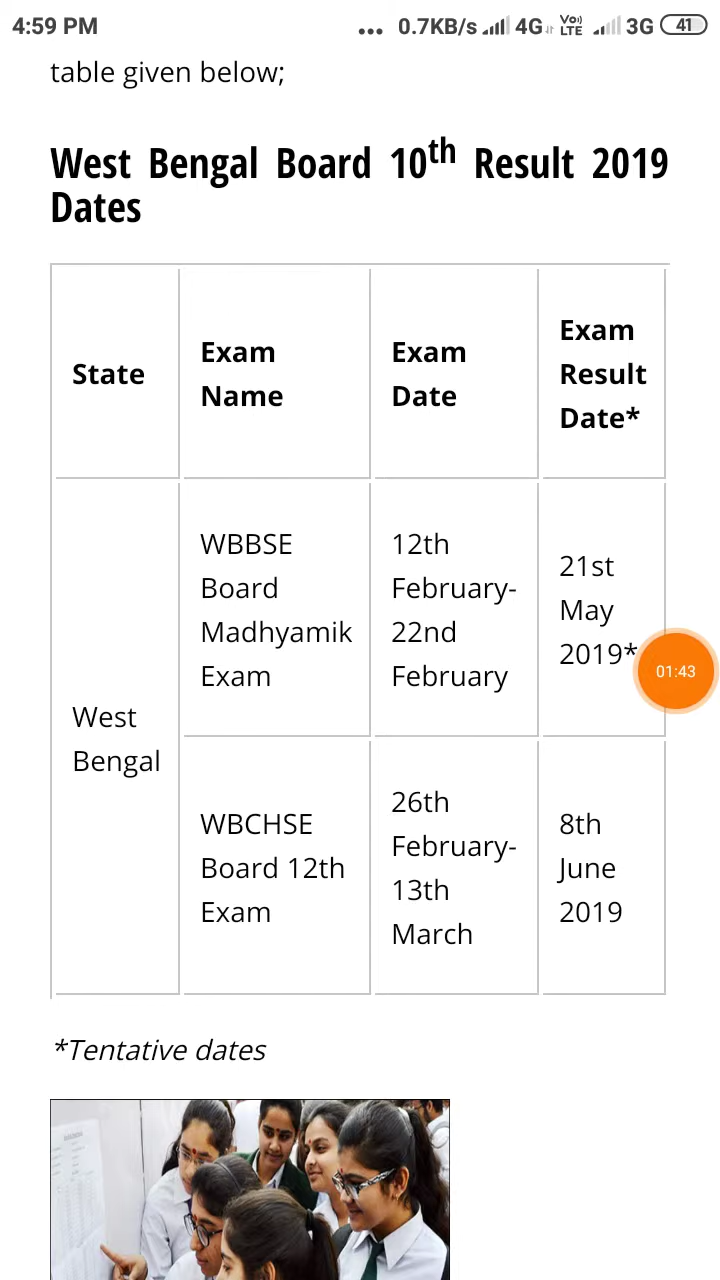 4:59 PM
... 0.7KB/s 4G VoLTE 3G 41
table given below;
West Bengal Board 10th Result 2019
Dates
State
Exam
Name
Exam
Date
Exam
Result
Date*
West
Bengal
WBBSE
Board
Madhyamik
Exam
12th
February-
22nd
February
21st
May
2019*
01:43
WBCHSE
Board 12th
Exam
26th
February-
13th
March
8th
June
2019
*Tentative dates